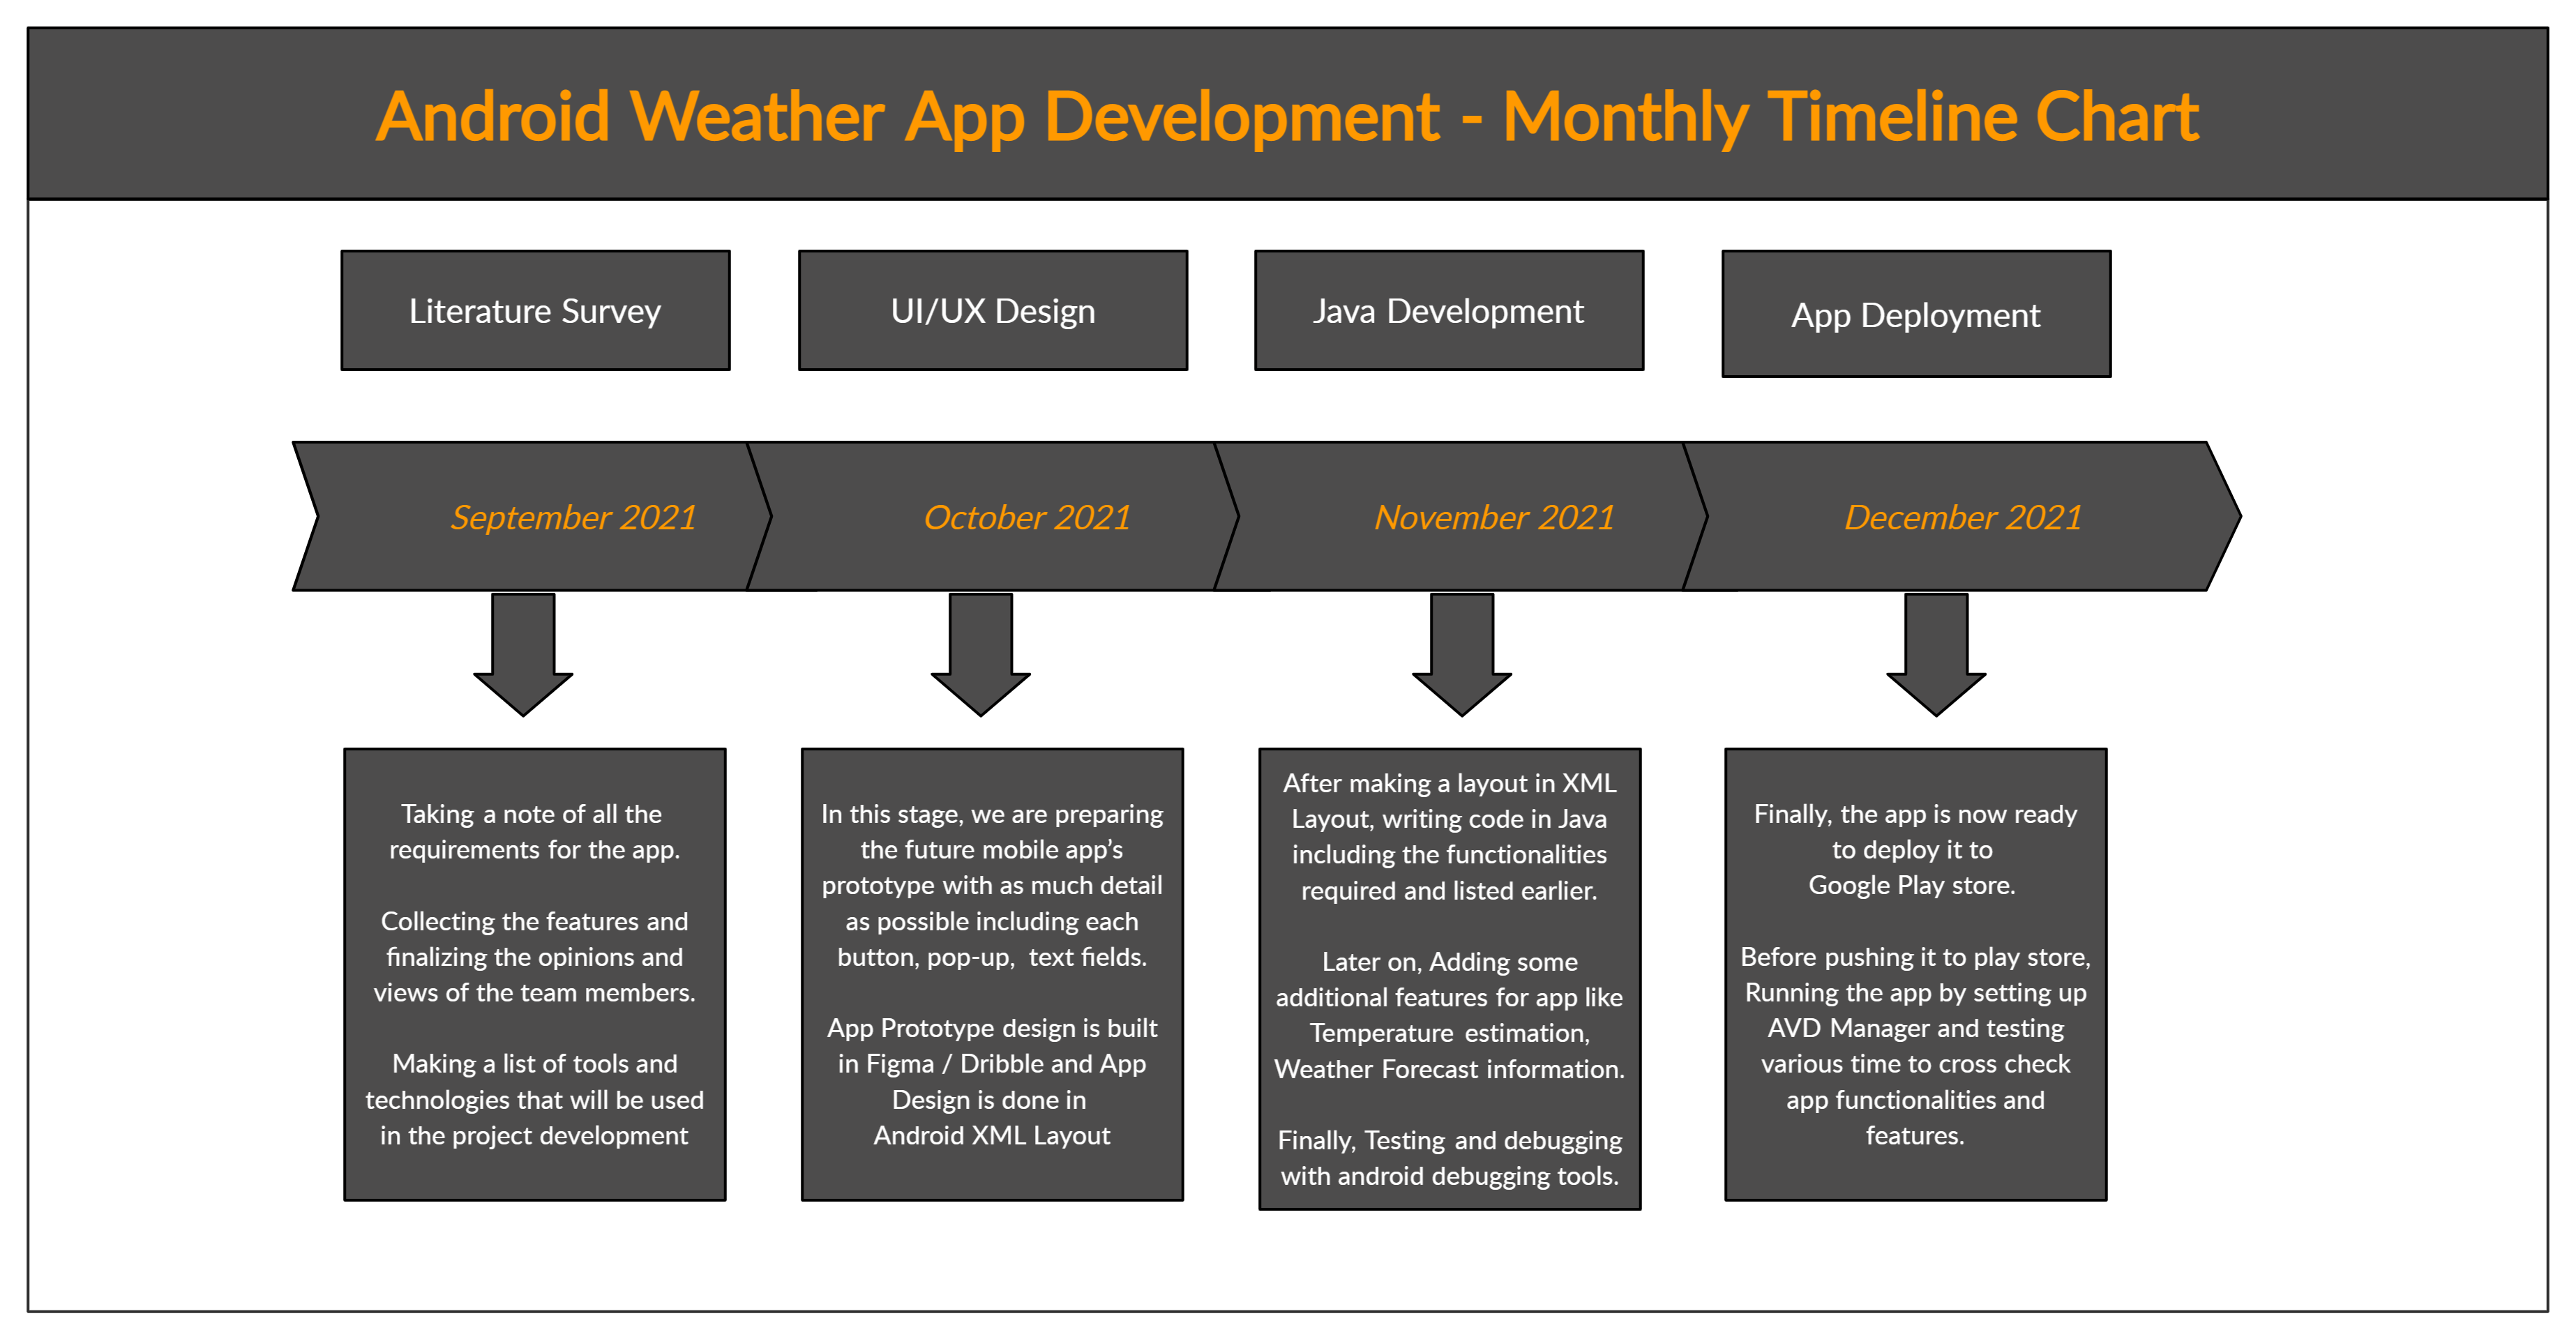 Android Weather App Development - Monthly Timeline Chart
Literature Survey
UI/UX Design
Java Development
App Deployment
September 2021
October 2021
November 2021
December 2021
Taking a note of all the
requirements for the app.
Collecting the features and
finalizing the opinions and
views of the team members.
Making a list of tools and
technologies that will be used
in the project development
In this stage, we are preparing
the future mobile app’s
prototype with as much detail
as possible including each
button, pop-up,  text fields.
App Prototype design is built
in Figma / Dribble and App
Design is done in
Android XML Layout
After making a layout in XML
Layout, writing code in Java
including the functionalities
required and listed earlier.
Later on, Adding some
additional features for app like
Temperature estimation,
Weather Forecast information.
Finally, Testing and debugging
with android debugging tools.
Finally, the app is now ready
to deploy it to
Google Play store.
Before pushing it to play store,
Running the app by setting up
AVD Manager and testing
various time to cross check
app functionalities and
features.